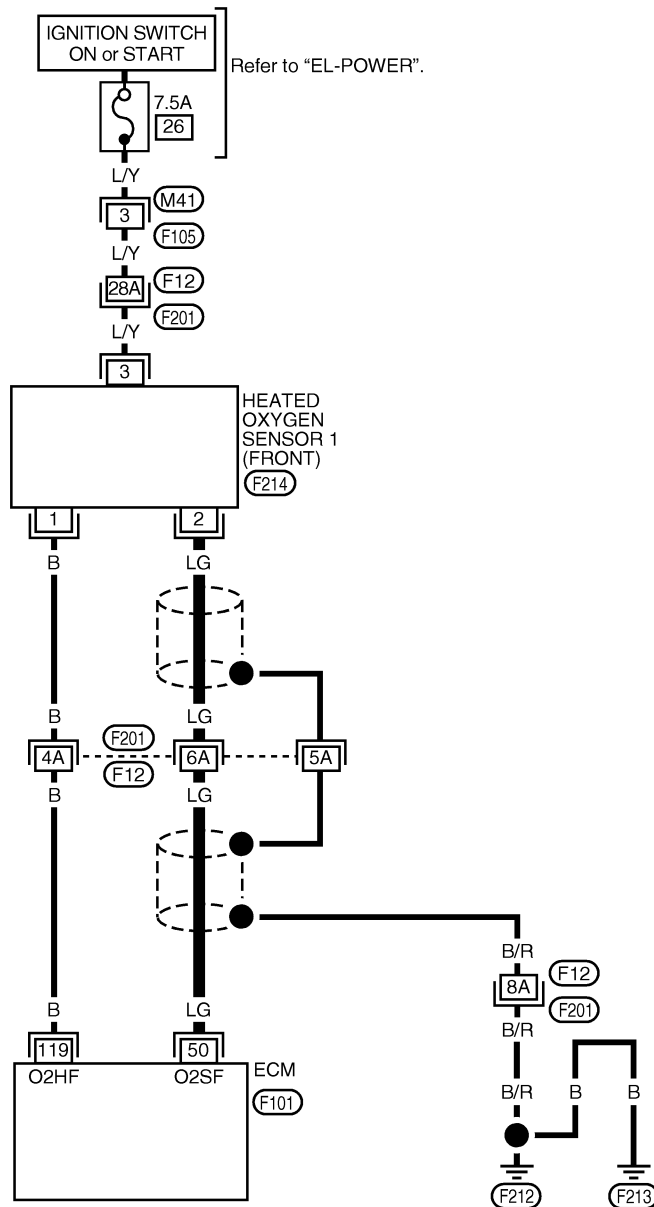 IGNITION SWITCH
ON or START
Refer to “EL-POWER”.
7.5A
26
L/Y
M41
3
F105
L/Y
F12
28A
F201
L/Y
3
HEATED
OXYGEN
SENSOR 1
(FRONT)
F214
1
2
B
LG
B
LG
F201
4A
6A
5A
F12
B
LG
B/R
F12
8A
F201
B
LG
B/R
119
50
ECM
O2HF
O2SF
F101
B/R
B
B
F212
F213